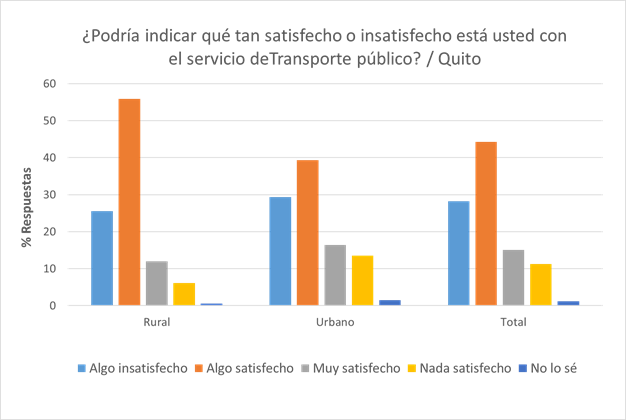 ¿Podría indicar qué tan satisfecho o insatisfecho está usted con
el servicio deTransporte público? / Quito
% Respuestas
60
50
40
30
20
10
0
Rural Urbano Total
Algo insatisfecho Algo satisfecho Muy satisfecho Nada satisfecho No lo sé